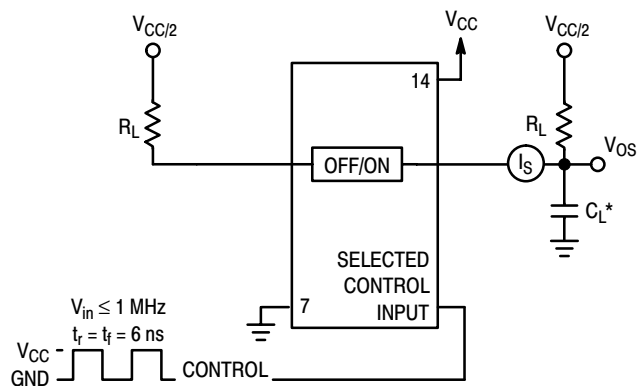 VCC/2
VCC
VCC/2
14
RL
RL
VOS
OFF/ON
IS
CL*
SELECTED
CONTROL
INPUT
7
Vin ≤ 1 MHz
tr = tf = 6 ns
VCC
GND
CONTROL